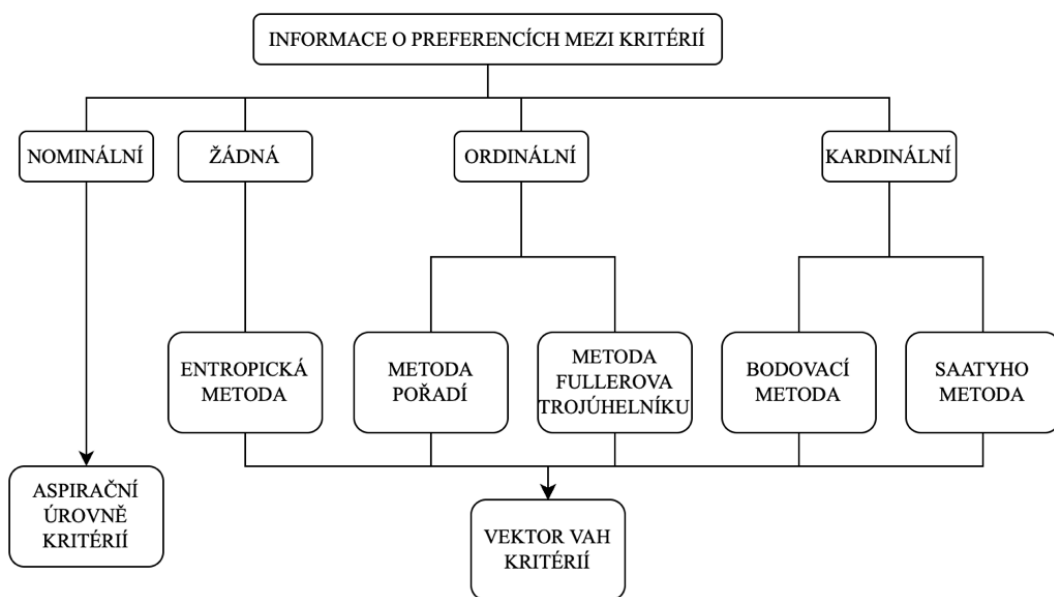 INFORMACE O PREFERENCÍCH MEZI KRITÉRIÍ
NOMINÁLNÍ
ŽÁDNÁ
ORDINÁLNÍ
KARDINÁLNÍ
ENTROPICKÁ
METODA
METODA
POŘADÍ
METODA
FULLEROVA
TROJÚHELNÍKU
BODOVACÍ
METODA
SAATYHO
METODA
ASPIRAČNÍ
ÚROVNĚ
KRITÉRIÍ
VEKTOR VAH
KRITÉRIÍ